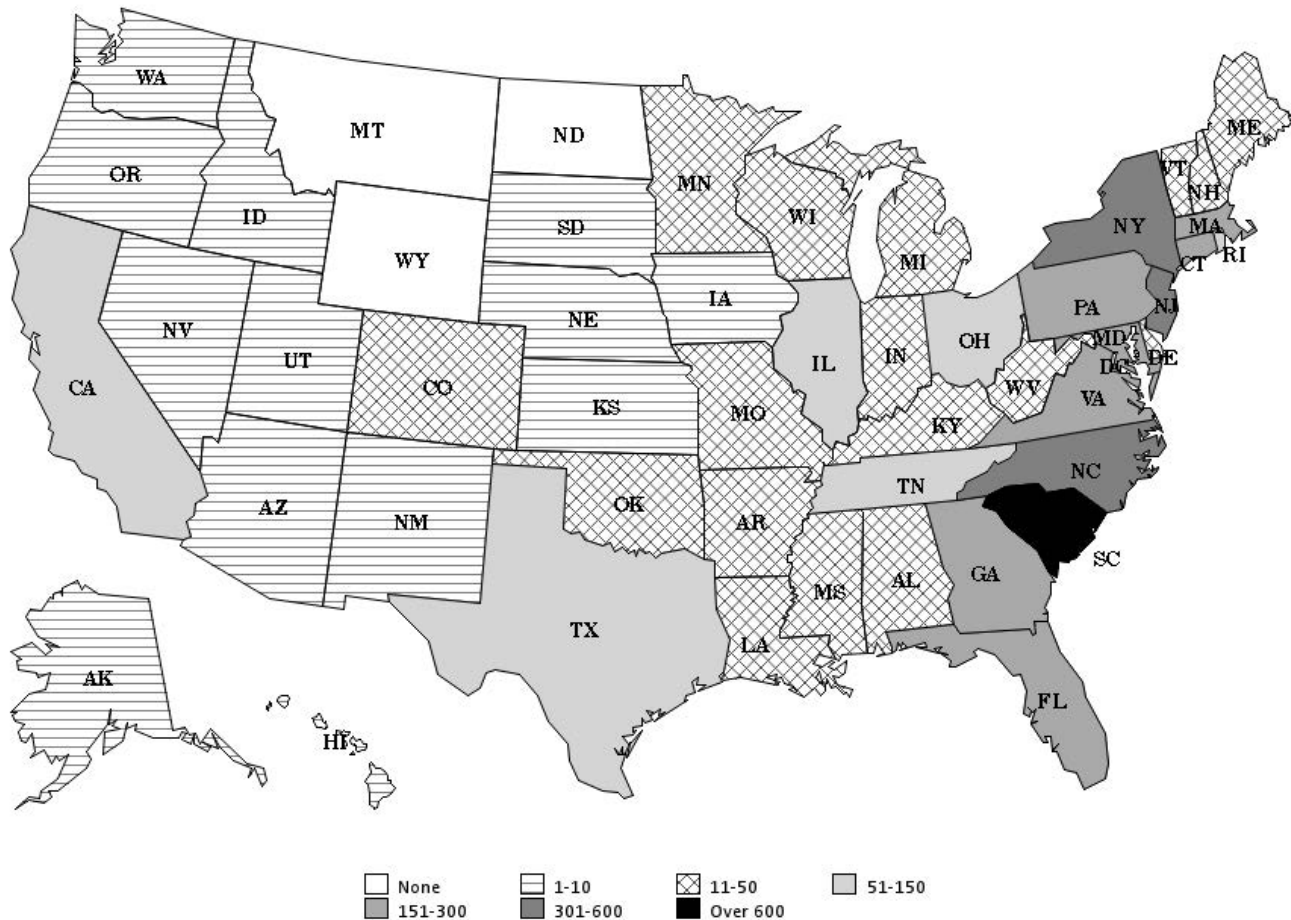 WA
ME
MT
ND
VT
OR
MN
NH
ID
SD
WI
NY
MA
RI
WY
MI
CT
IA
NE
PA
NJ
NV
OH
MD
UT
IL
IN
DC
DE
CA
CO
WV
VA
KS
MO
KY
NC
TN
AZ
NM
OK
AR
SC
GA
MS
AL
TX
LA
AK
FL
HI
None 1-10 11-50 51-150
151-300 301-600 Over 600